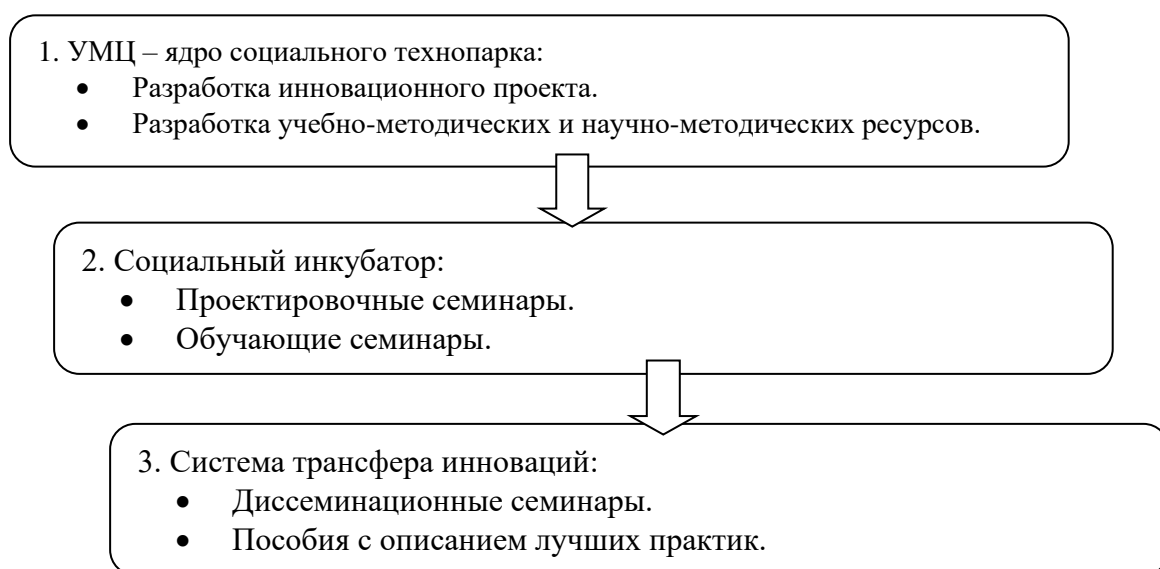 1. УМЦ – ядро социального технопарка:
• Разработка инновационного проекта.
• Разработка учебно-методических и научно-методических ресурсов.
2. Социальный инкубатор:
• Проектировочные семинары.
• Обучающие семинары.
3. Система трансфера инноваций:
• Диссеминационные семинары.
• Пособия с описанием лучших практик.